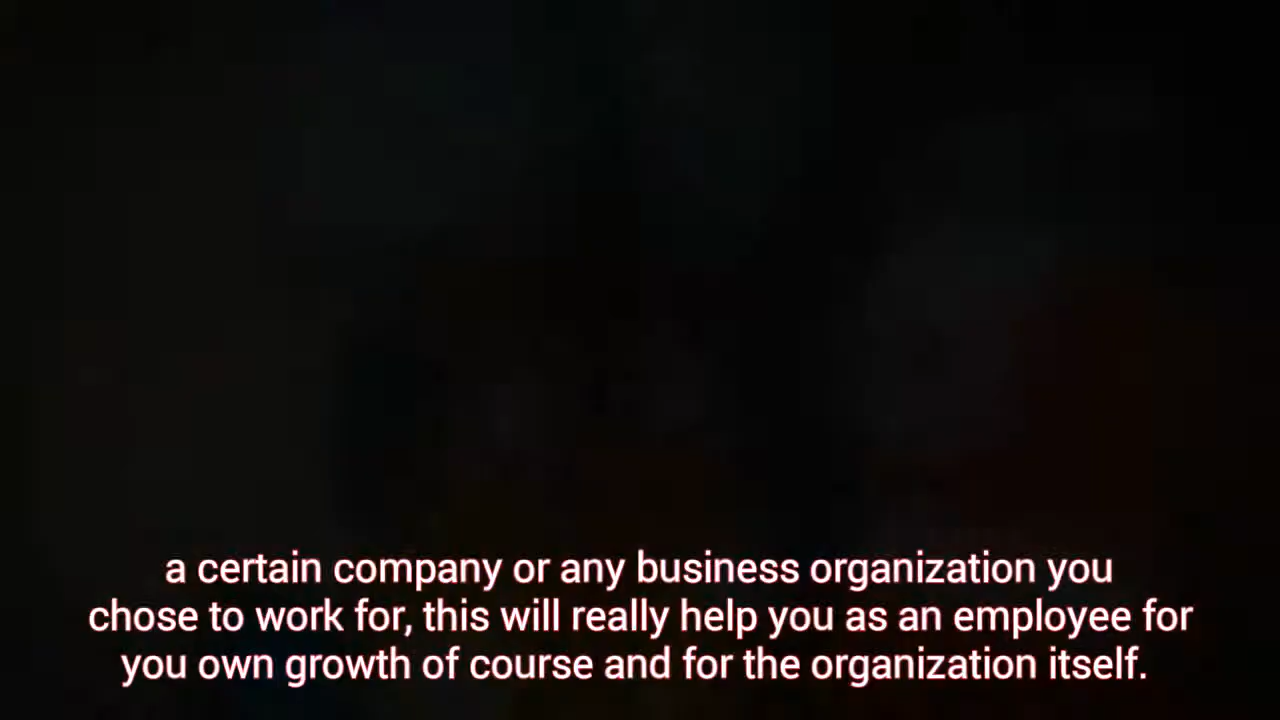 a certain company or any business organization you
chose to work for, this will really help you as an employee for
you own growth of course and for the organization itself.